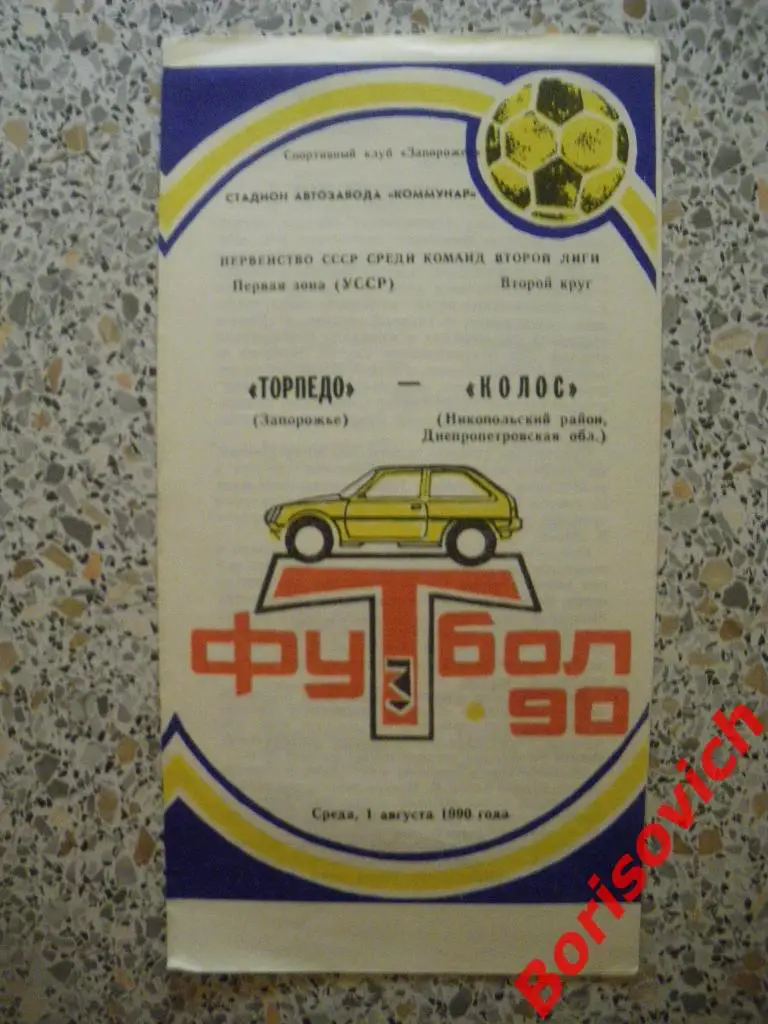 Спортивный клуб «Запорожец»
СТАДИОН АВТОЗАВОДА «КОММУНАР»
ПЕРВЕНСТВО СССР СРЕДИ КОМАНД ВТОРОЙ ЛИГИ
Первая зона (УССР) Второй круг
«ТОРПЕДО» — «КОЛОС»
(Запорожье) (Никопольский район,
Днепропетровская обл.)
ФУТБОЛ
·90
Среда, 1 августа 1990 года
Borisovich